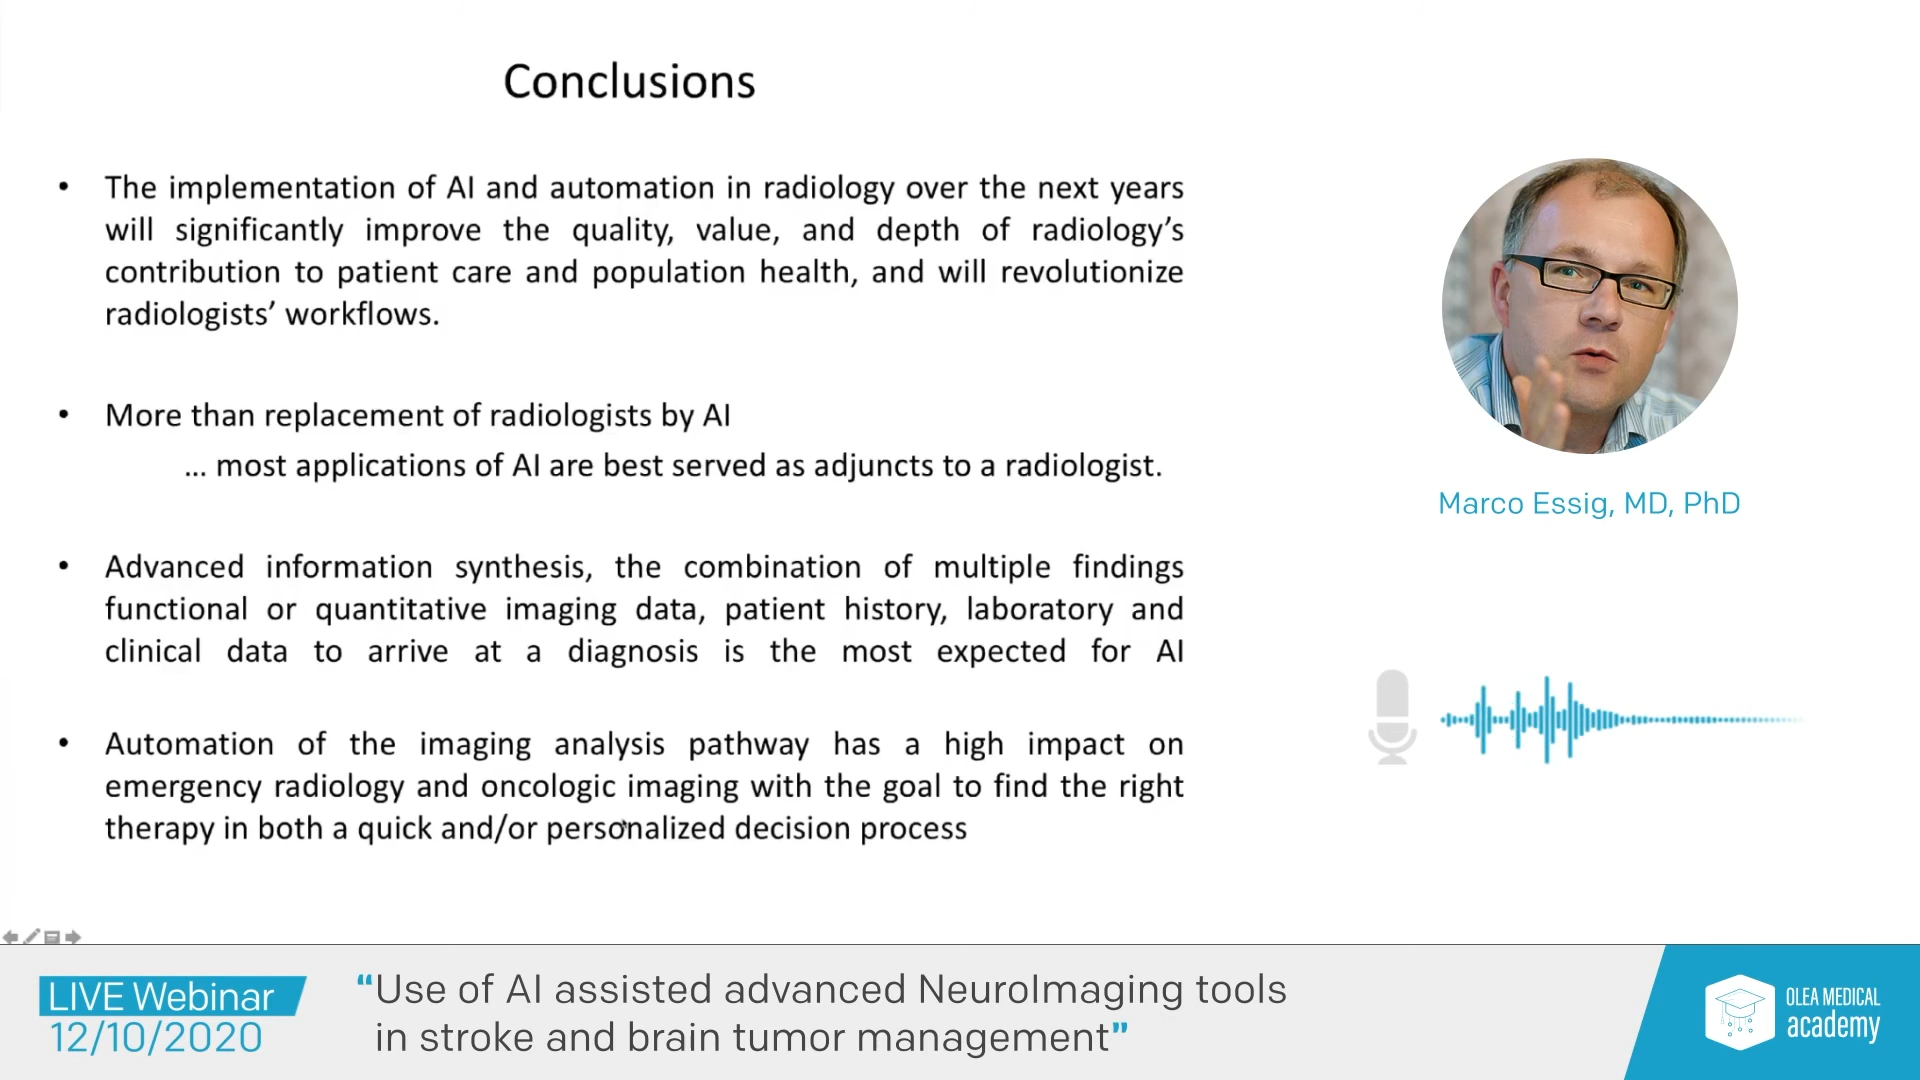 Conclusions
• The implementation of AI and automation in radiology over the next years
will significantly improve the quality, value, and depth of radiology’s
contribution to patient care and population health, and will revolutionize
radiologists’ workflows.
• More than replacement of radiologists by AI
... most applications of AI are best served as adjuncts to a radiologist.
• Advanced information synthesis, the combination of multiple findings
functional or quantitative imaging data, patient history, laboratory and
clinical data to arrive at a diagnosis is the most expected for AI
• Automation of the imaging analysis pathway has a high impact on
emergency radiology and oncologic imaging with the goal to find the right
therapy in both a quick and/or personalized decision process
Marco Essig, MD, PhD
LIVE Webinar
12/10/2020
“Use of AI assisted advanced NeuroImaging tools
in stroke and brain tumor management”
OLEA MEDICAL
academy